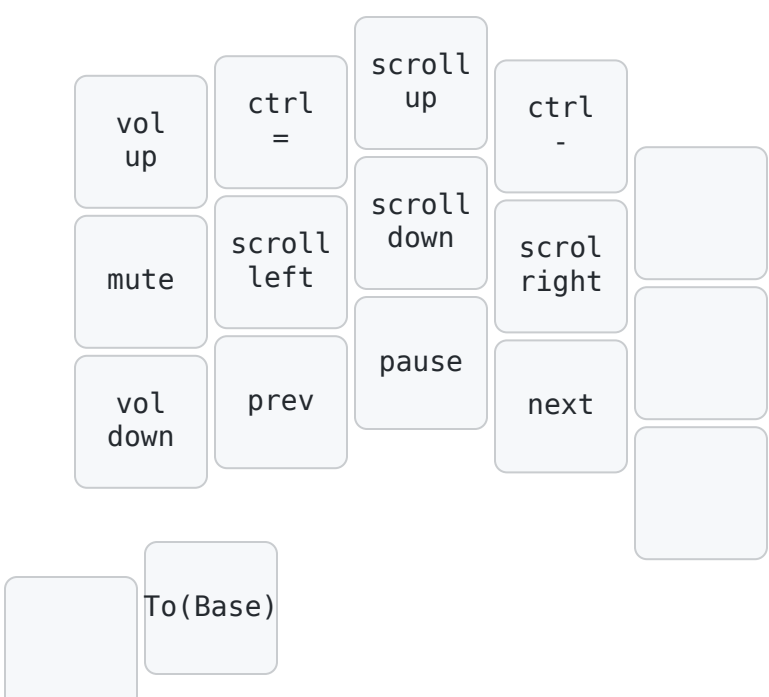 vol
up
ctrl
=
scroll
up
ctrl
-
mute
scroll
left
scroll
down
scrol
right
vol
down
prev
pause
next
To(Base)